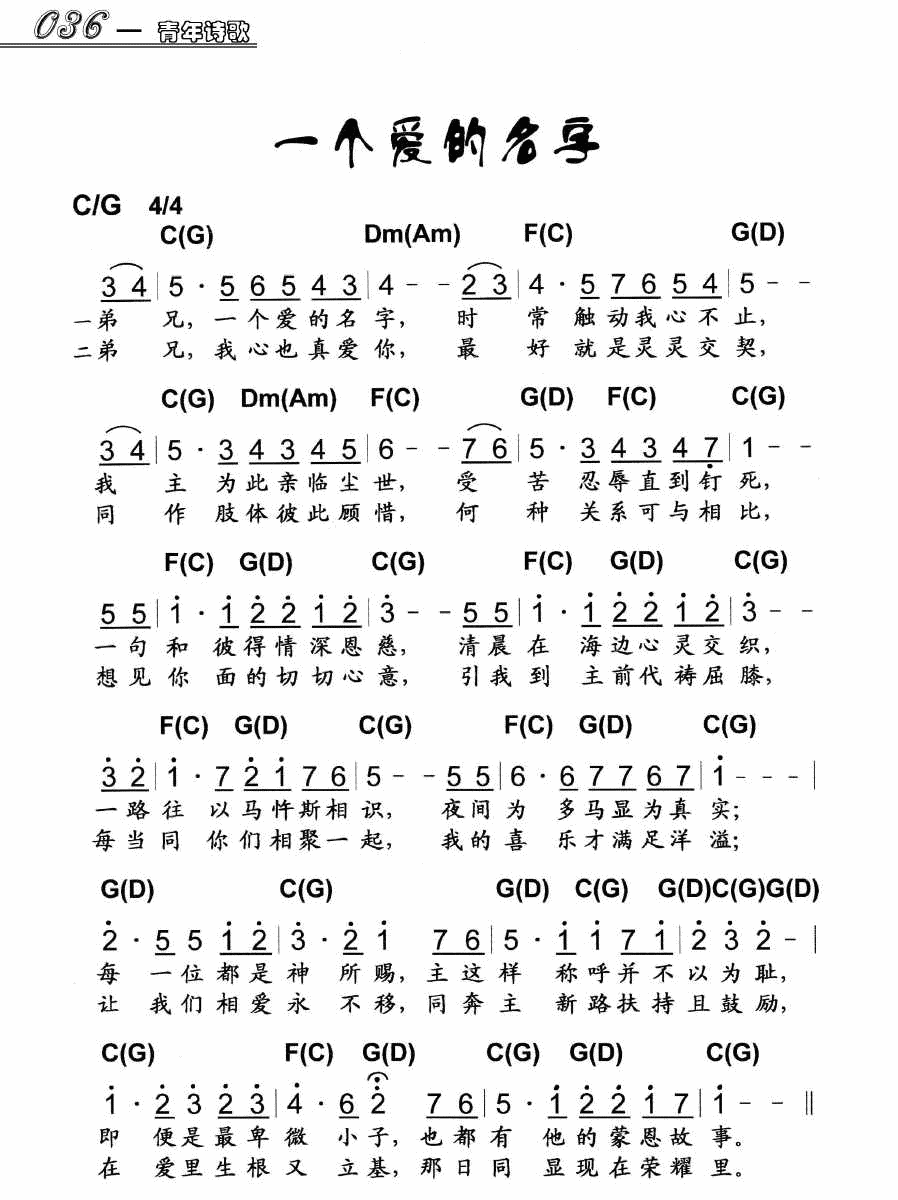 036 — 青年诗歌
一个爱的名字
C/G 4/4
C(G) Dm(Am) F(C) G(D)
3 4 | 5 · 5 6 5 4 3 | 4 - - 2 3 | 4 · 5 7 6 5 4 | 5 - -
一弟 兄, 一个爱的名字, 时 常 触动我心不止,
二弟 兄, 我心也真爱你, 最 好 就是灵灵交契,
C(G) Dm(Am) F(C) G(D) F(C) C(G)
3 4 | 5 · 3 4 3 4 5 | 6 - - 7 6 | 5 · 3 4 3 4 7̣ | 1 - -
我 主 为此亲临尘世, 受 苦 忍辱直到钉死,
同 作 肢体彼此顾惜, 何 种 关系可与相比,
F(C) G(D) C(G) F(C) G(D) C(G)
5 5 | 1̇ · 1̇ 2̇ 2̇ 1̇ 2̇ | 3̇ - - 5 5 | 1̇ · 1̇ 2̇ 2̇ 1̇ 2̇ | 3̇ - -
一句和 彼得情深恩慈, 清晨在 海边心灵交织,
想见你 面的切切心意, 引我到 主前代祷屈膝,
F(C) G(D) C(G) F(C) G(D) C(G)
3̇ 2̇ | 1̇ · 7 2̇ 1̇ 7 6 | 5 - - 5 5 | 6 · 6 7 7 6 7 | 1̇ - - - |
一路往 以马忤斯相识, 夜间为 多马显为真实;
每当同 你们相聚一起, 我的喜 乐才满足洋溢;
G(D) C(G) G(D) C(G) G(D)C(G)G(D)
2̇ · 5 5 1̇ 2̇ | 3̇ · 2̇ 1̇ 7 6 | 5 · 1̇ 1̇ 7 1̇ | 2̇ 3̇ 2̇ - |
每 一位都是神 所赐, 主这样 称呼并不以为耻,
让 我们相爱永 不移, 同奔主 新路扶持且鼓励,
C(G) F(C) G(D) C(G) G(D) C(G)
1̇ · 2̇ 3̇ 2̇ 3̇ | 4̇ · 6 2̇ 7 6 | 5 · 1̇ 2̇ 2̇ 1̇ 7 | 1̇ - - ‖
即 便是最卑微 小子, 也都有 他的蒙恩故事。
在 爱里生根又 立基, 那日同 显现在荣耀里。